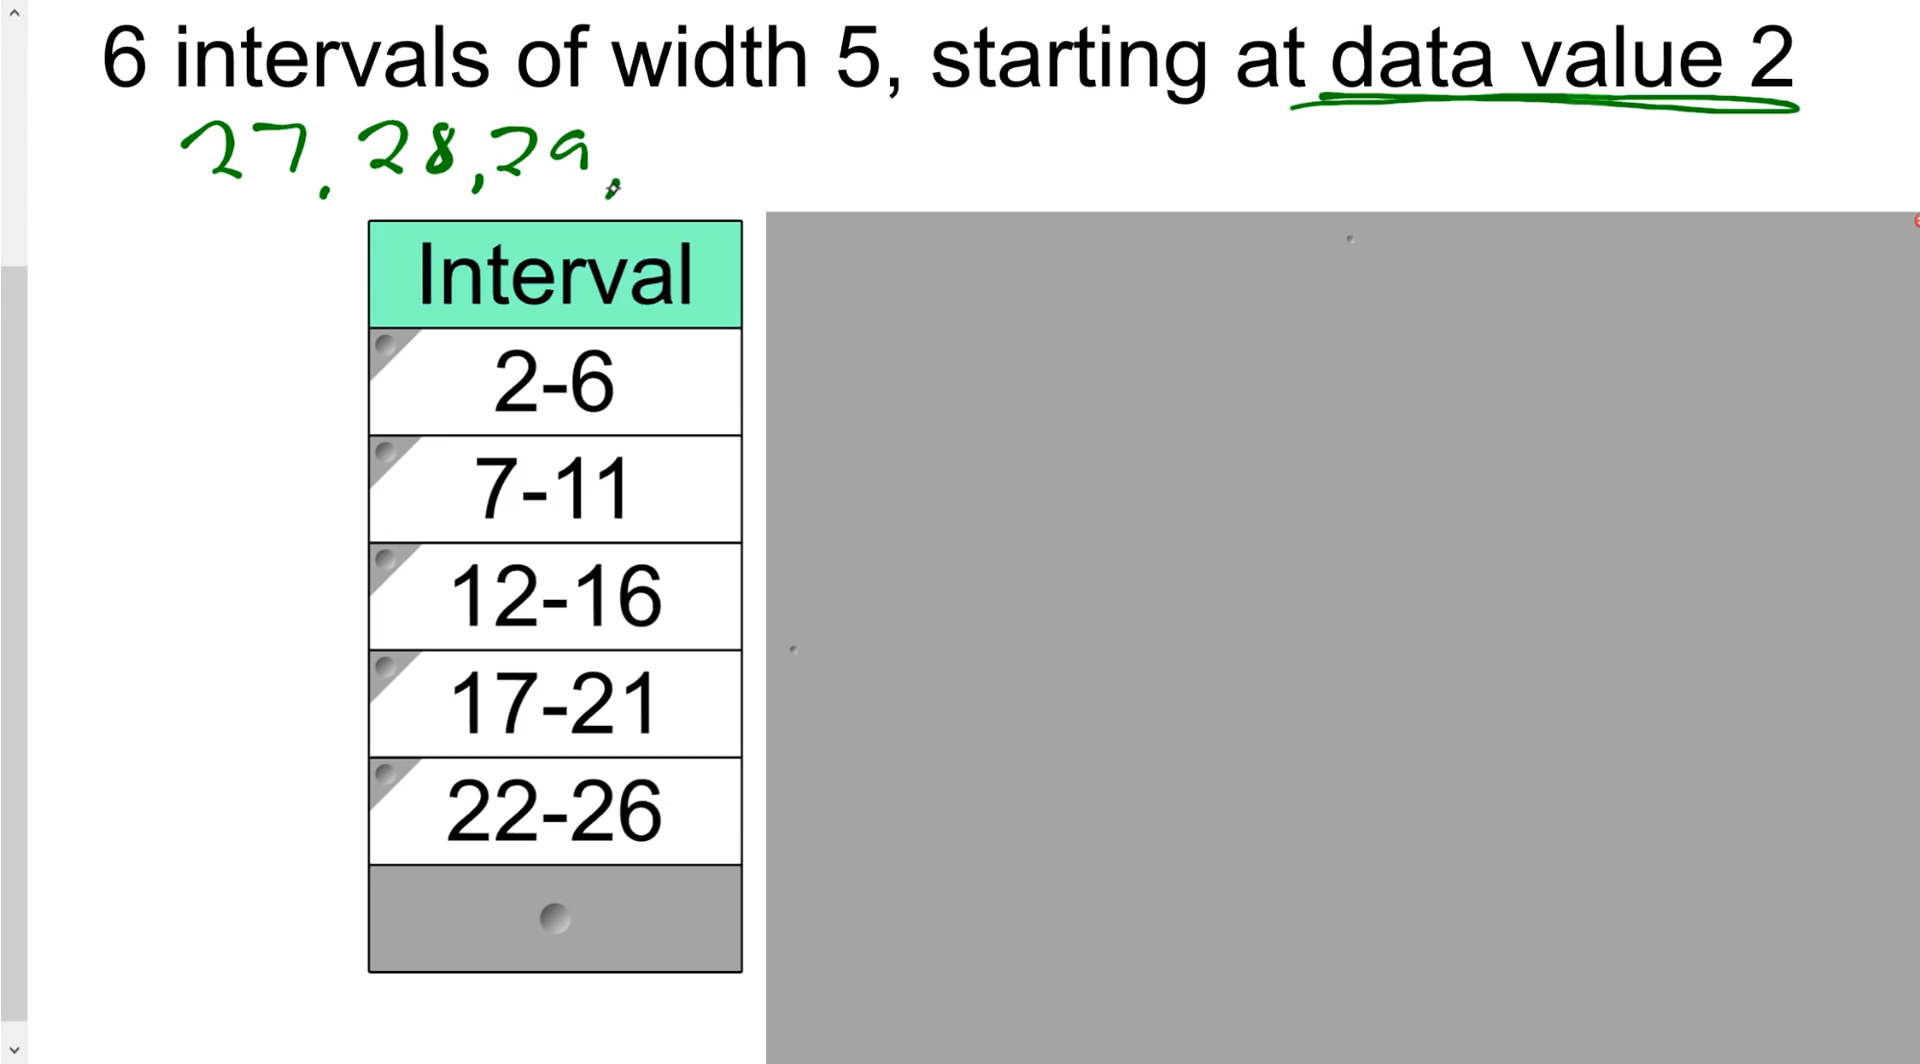 6 intervals of width 5, starting at data value 2
27, 28, 29,
Interval
2-6
7-11
12-16
17-21
22-26